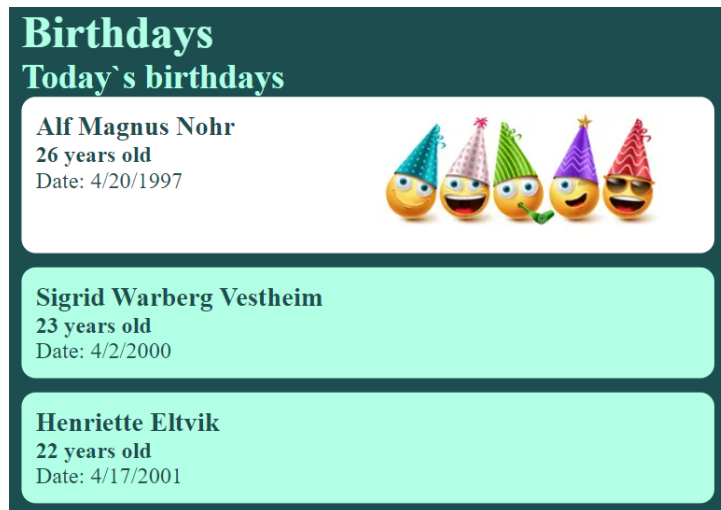 Birthdays
Today`s birthdays
Alf Magnus Nohr
26 years old
Date: 4/20/1997
Sigrid Warberg Vestheim
23 years old
Date: 4/2/2000
Henriette Eltvik
22 years old
Date: 4/17/2001